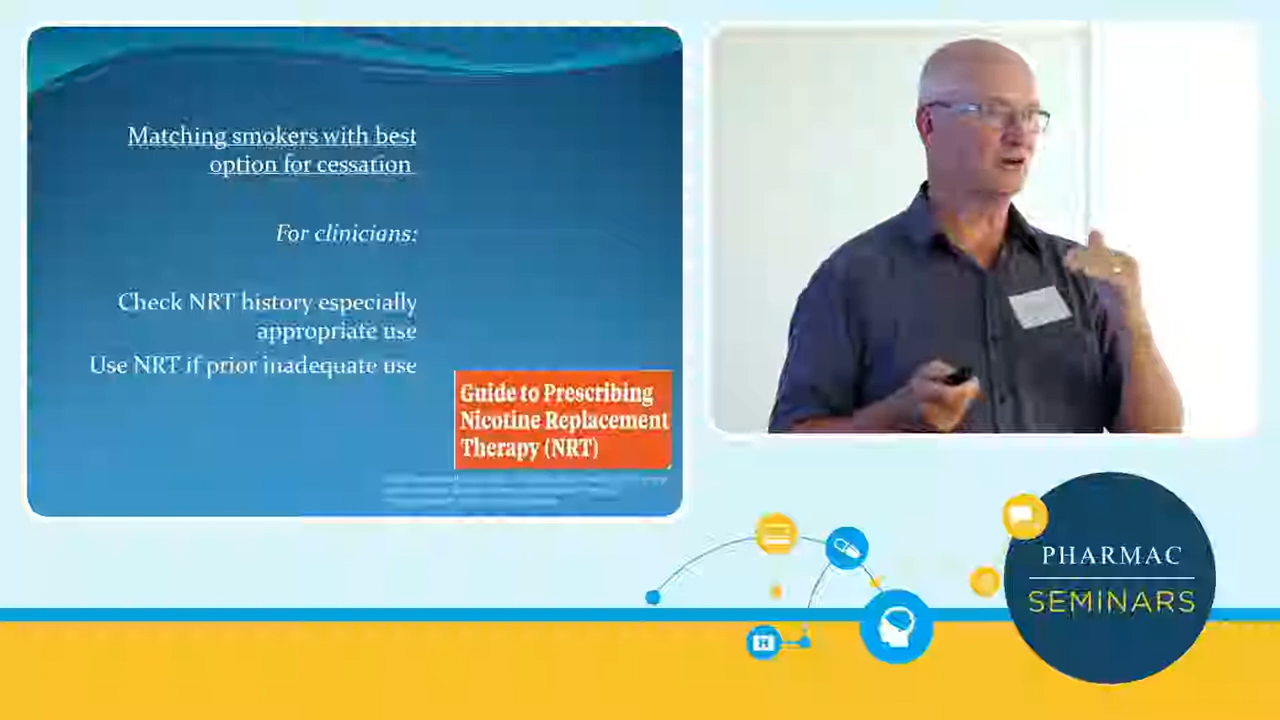 Matching smokers with best
option for cessation
For clinicians:
Check NRT history especially
appropriate use
Use NRT if prior inadequate use
Guide to Prescribing
Nicotine Replacement
Therapy (NRT)
PHARMAC
SEMINARS
H